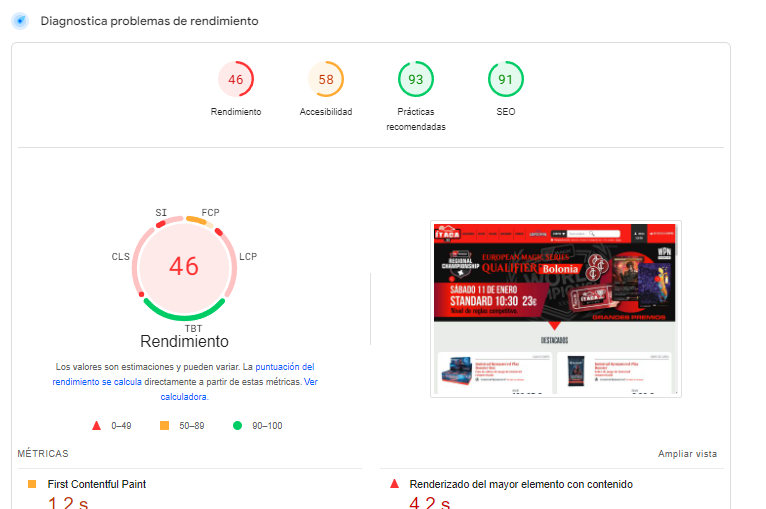 Diagnostica problemas de rendimiento
46
58
93
91
Rendimiento
Accesibilidad
Prácticas
recomendadas
SEO
SI
FCP
CLS
LCP
46
TBT
Rendimiento
Los valores son estimaciones y pueden variar. La puntuación del
rendimiento se calcula directamente a partir de estas métricas. Ver
calculadora.
0–49
50–89
90–100
ITACA
REGIONAL
CHAMPIONSHIP
EUROPEAN MAGIC SERIES
QUALIFIER Bolonia
WPN
SÁBADO 11 DE ENERO
STANDARD 10:30 23€
Nivel de reglas competitivo
GRANDES PREMIOS
DESTACADOS
MÉTRICAS
Ampliar vista
First Contentful Paint
1,2 s
Renderizado del mayor elemento con contenido
4,2 s